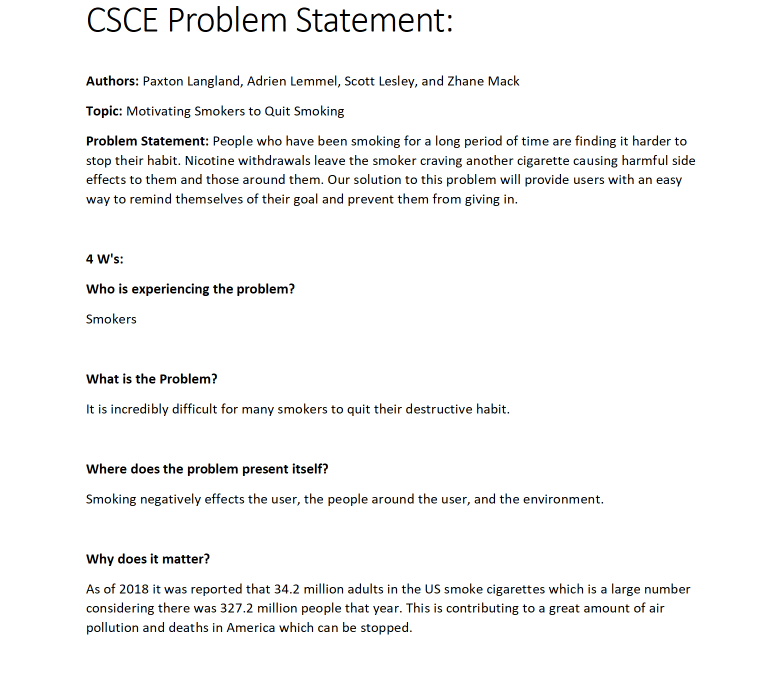 CSCE Problem Statement:
Authors: Paxton Langland, Adrien Lemmel, Scott Lesley, and Zhane Mack
Topic: Motivating Smokers to Quit Smoking
Problem Statement: People who have been smoking for a long period of time are finding it harder to
stop their habit. Nicotine withdrawals leave the smoker craving another cigarette causing harmful side
effects to them and those around them. Our solution to this problem will provide users with an easy
way to remind themselves of their goal and prevent them from giving in.
4 W's:
Who is experiencing the problem?
Smokers
What is the Problem?
It is incredibly difficult for many smokers to quit their destructive habit.
Where does the problem present itself?
Smoking negatively effects the user, the people around the user, and the environment.
Why does it matter?
As of 2018 it was reported that 34.2 million adults in the US smoke cigarettes which is a large number
considering there was 327.2 million people that year. This is contributing to a great amount of air
pollution and deaths in America which can be stopped.